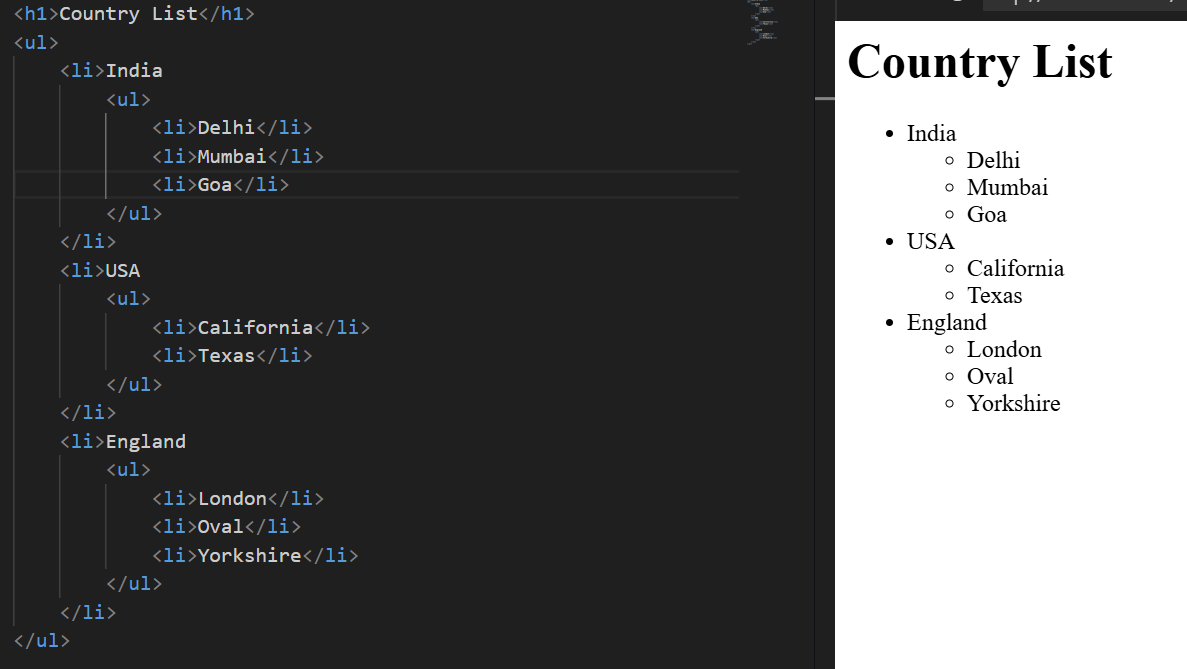 <h1>Country List</h1>
<ul>
    <li>India
        <ul>
            <li>Delhi</li>
            <li>Mumbai</li>
            <li>Goa</li>
        </ul>
    </li>
    <li>USA
        <ul>
            <li>California</li>
            <li>Texas</li>
        </ul>
    </li>
    <li>England
        <ul>
            <li>London</li>
            <li>Oval</li>
            <li>Yorkshire</li>
        </ul>
    </li>
</ul>
Country List
India
Delhi
Mumbai
Goa
USA
California
Texas
England
London
Oval
Yorkshire